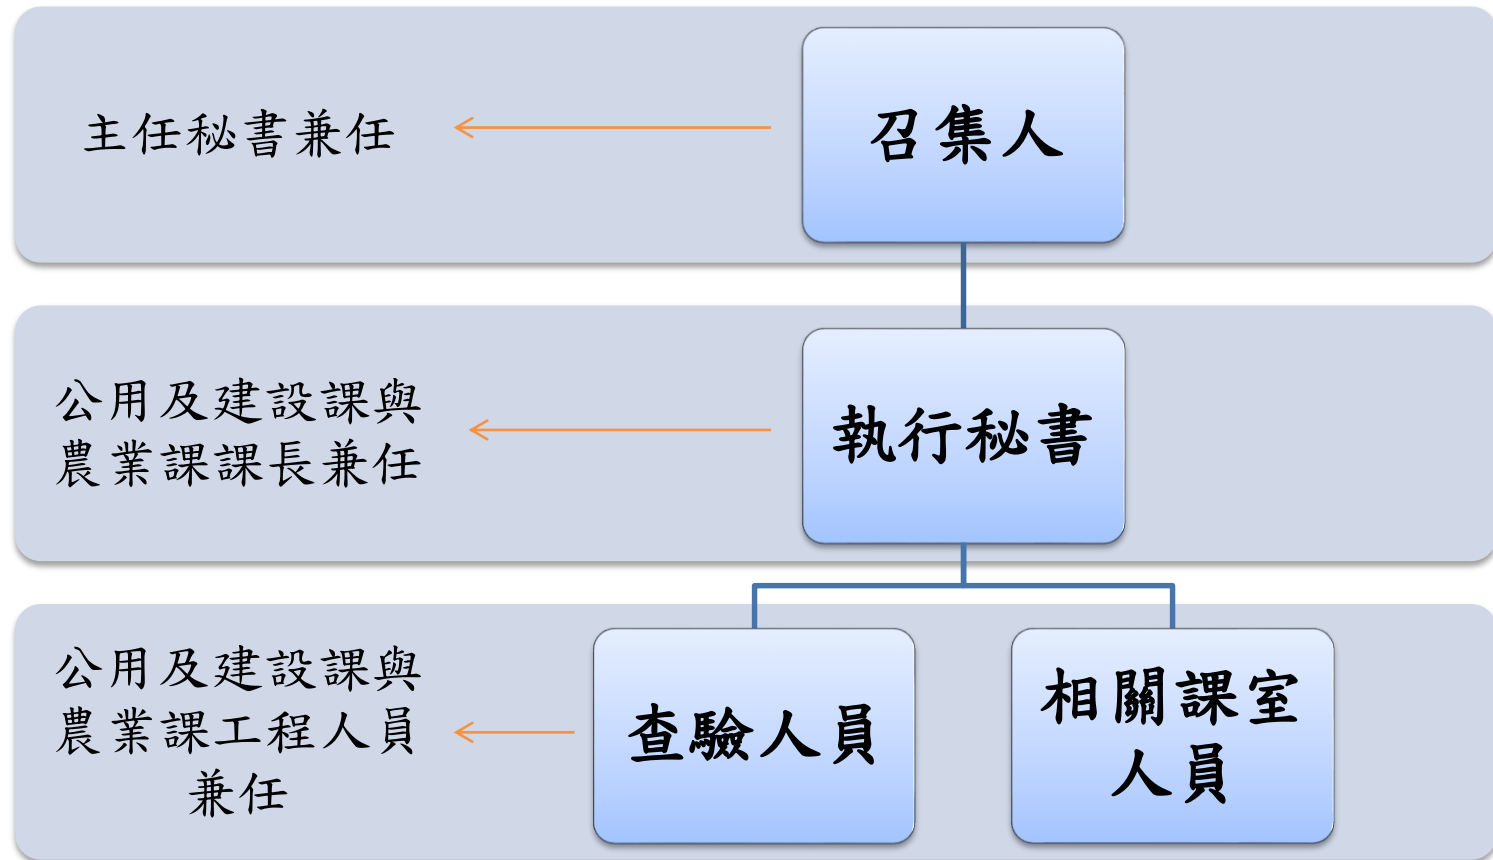 主任秘書兼任
召集人
公用及建設課與
農業課課長兼任
執行秘書
公用及建設課與
農業課工程人員
兼任
查驗人員
相關課室
人員